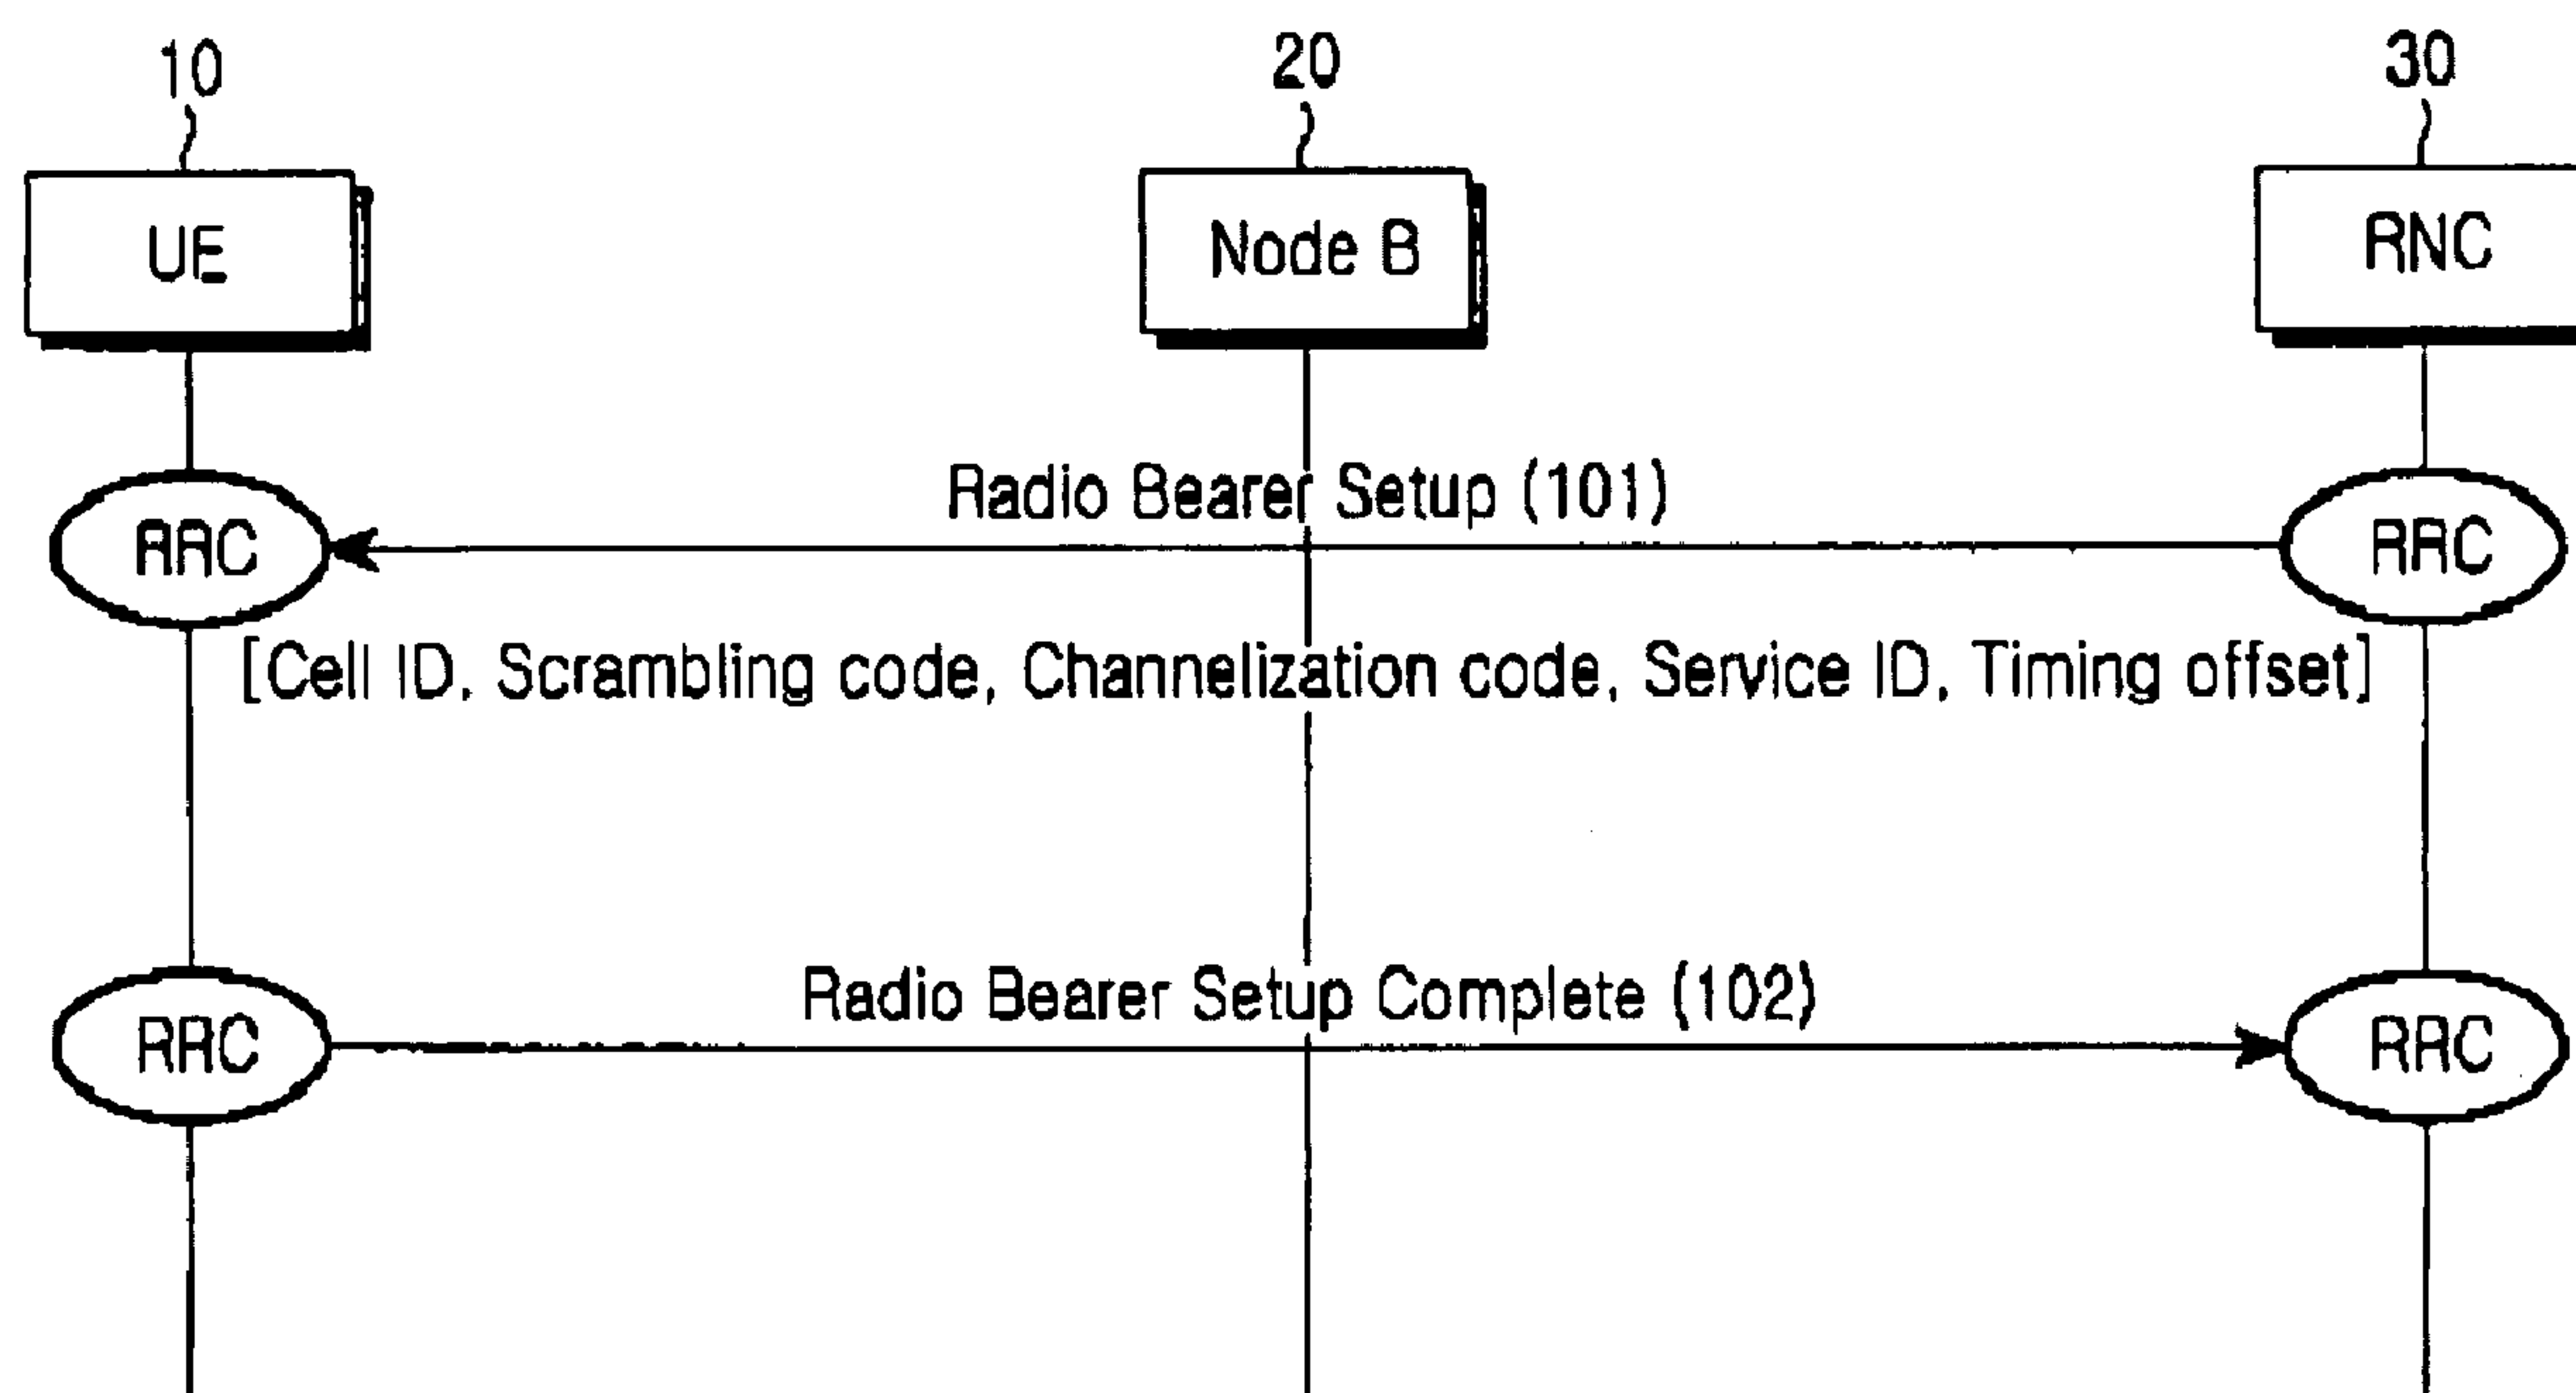 10 20 30
UE Node B RNC
Radio Bearer Setup (101)
RRC RRC
[Cell ID, Scrambling code, Channelization code, Service ID, Timing offset]
Radio Bearer Setup Complete (102)
RRC RRC